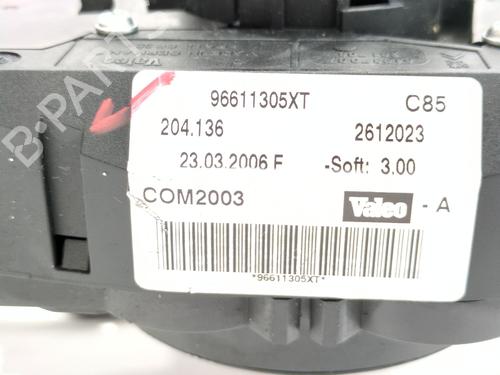 96611305XT C85
204.136 2612023
23.03.2006 F -Soft: 3.00
COM2003 Valeo - A
*96611305XT*
B-PARTS